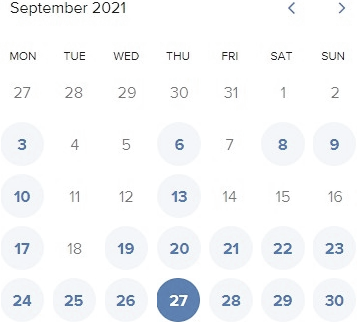 September 2021
MON TUE WED THU FRI SAT SUN
27 28 29 30 31 1 2
3 4 5 6 7 8 9
10 11 12 13 14 15 16
17 18 19 20 21 22 23
24 25 26 27 28 29 30